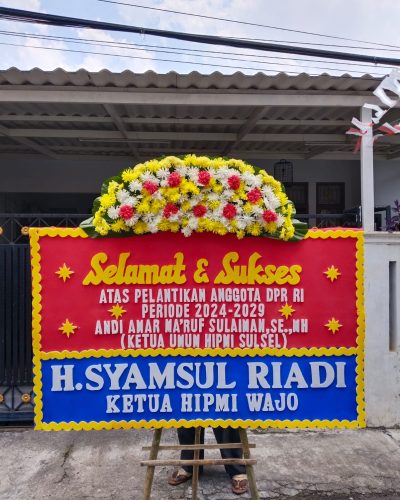 Selamat & Sukses
ATAS PELANTIKAN ANGGOTA DPR RI
PERIODE 2024-2029
ANDI AMAR MA'RUF SULAIMAN,SE.,MH
(KETUA UMUM HIPMI SULSEL)
H.SYAMSUL RIADI
KETUA HIPMI WAJO